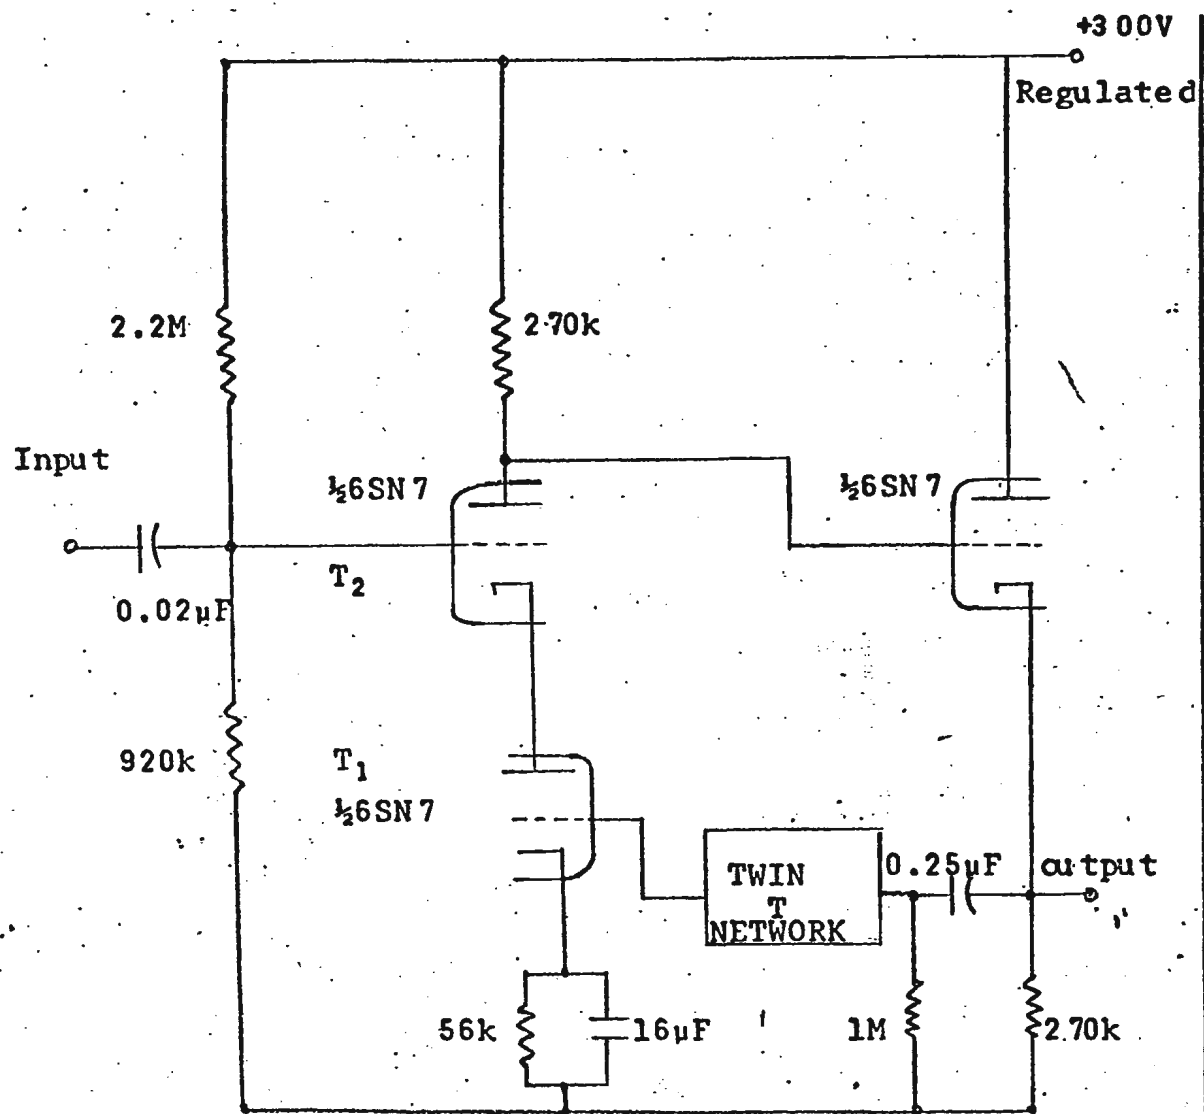 +300V
Regulated
2.2M
2.70k
Input
½6SN7
½6SN7
T2
0.02µF
920k
T1
½6SN7
0.25µF
output
TWIN
T
NETWORK
56k
16µF
1M
2.70k